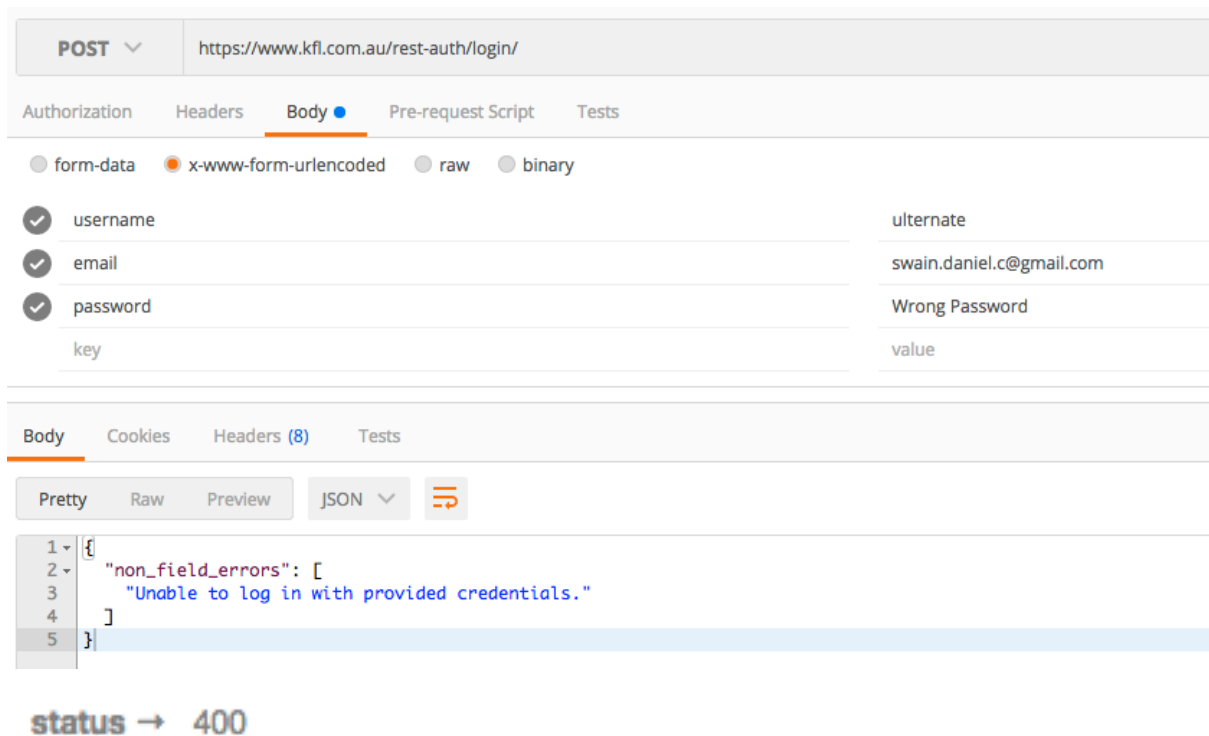 POST https://www.kfl.com.au/rest-auth/login/
Authorization Headers Body Pre-request Script Tests
form-data x-www-form-urlencoded raw binary
username ulternate
email swain.daniel.c@gmail.com
password Wrong Password
key value
Body Cookies Headers (8) Tests
Pretty Raw Preview JSON
1 {
2 "non_field_errors": [
3 "Unable to log in with provided credentials."
4 ]
5 }
status → 400